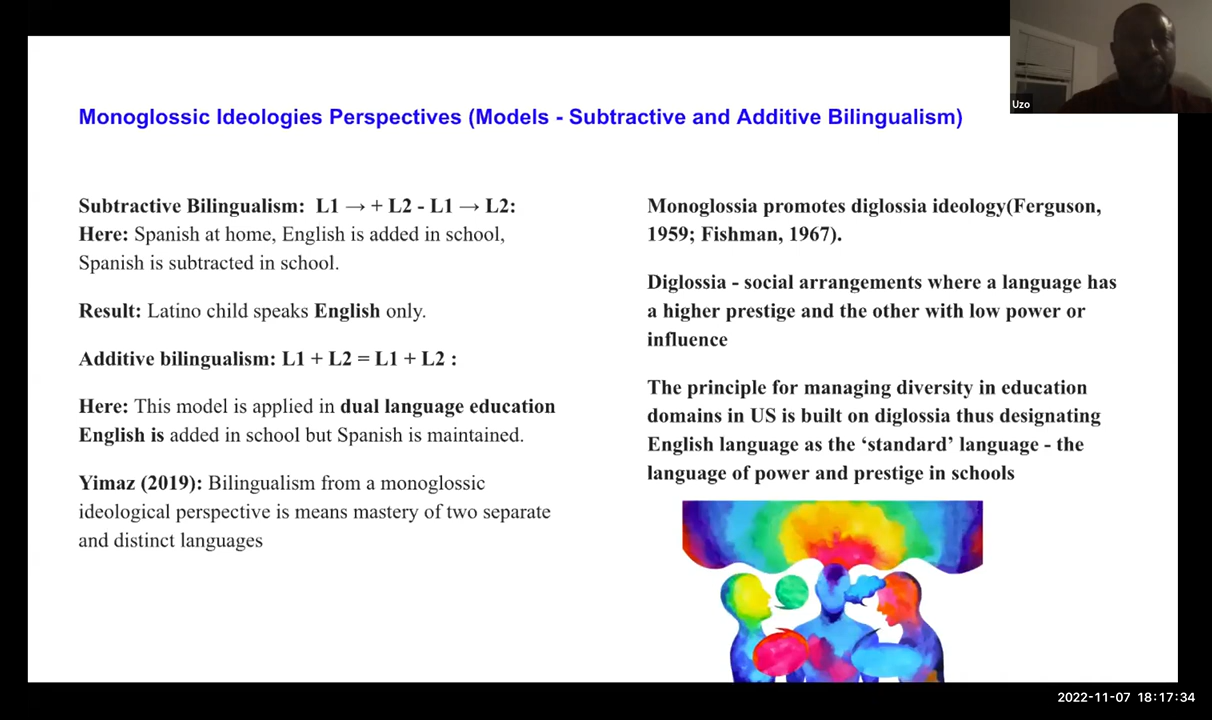 Uzo
Monoglossic Ideologies Perspectives (Models - Subtractive and Additive Bilingualism)
Subtractive Bilingualism: L1 → + L2 - L1 → L2:
Here: Spanish at home, English is added in school,
Spanish is subtracted in school.
Result: Latino child speaks English only.
Additive bilingualism: L1 + L2 = L1 + L2 :
Here: This model is applied in dual language education
English is added in school but Spanish is maintained.
Yimaz (2019): Bilingualism from a monoglossic
ideological perspective is means mastery of two separate
and distinct languages
Monoglossia promotes diglossia ideology(Ferguson,
1959; Fishman, 1967).
Diglossia - social arrangements where a language has
a higher prestige and the other with low power or
influence
The principle for managing diversity in education
domains in US is built on diglossia thus designating
English language as the ‘standard’ language - the
language of power and prestige in schools
2022-11-07 18:17:34